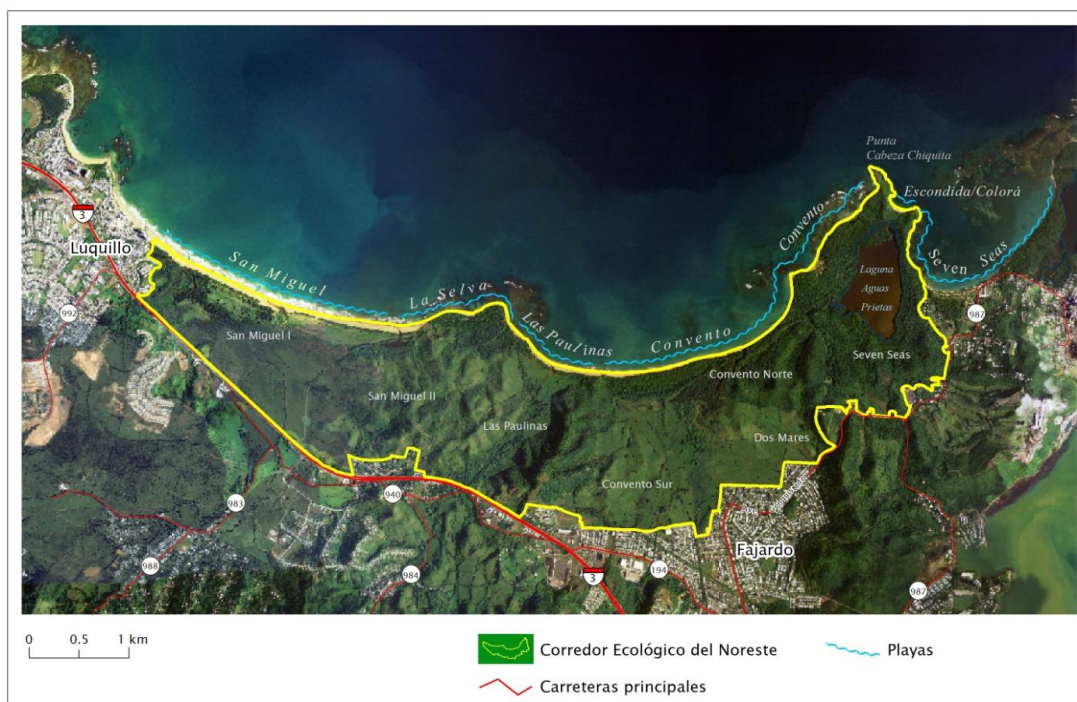 Punta
Cabeza Chiquita
Escondida/Colorá
Convento
Seven Seas
3
Luquillo
San Miguel
La Selva
Laguna
Aguas
Prietas
992
987
San Miguel I
Las Paulinas
Convento
Seven Seas
Convento Norte
San Miguel II
Las Paulinas
Dos Mares
Convento Sur
940
983
Fajardo
988
984
194
3
987
0 0.5 1 km
Corredor Ecológico del Noreste
Playas
Carreteras principales